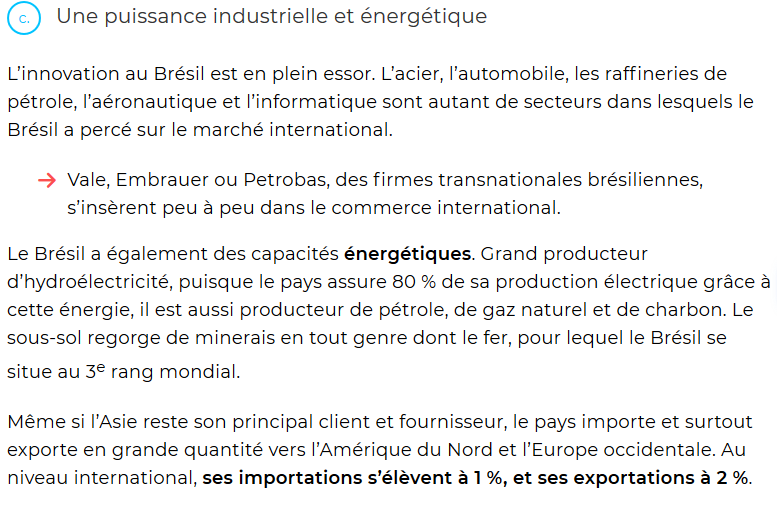 c. Une puissance industrielle et énergétique
L’innovation au Brésil est en plein essor. L’acier, l’automobile, les raffineries de
pétrole, l’aéronautique et l’informatique sont autant de secteurs dans lesquels le
Brésil a percé sur le marché international.
→ Vale, Embrauer ou Petrobas, des firmes transnationales brésiliennes,
s’insèrent peu à peu dans le commerce international.
Le Brésil a également des capacités énergétiques. Grand producteur
d’hydroélectricité, puisque le pays assure 80 % de sa production électrique grâce à
cette énergie, il est aussi producteur de pétrole, de gaz naturel et de charbon. Le
sous-sol regorge de minerais en tout genre dont le fer, pour lequel le Brésil se
situe au 3e rang mondial.
Même si l’Asie reste son principal client et fournisseur, le pays importe et surtout
exporte en grande quantité vers l’Amérique du Nord et l’Europe occidentale. Au
niveau international, ses importations s’élèvent à 1 %, et ses exportations à 2 %.